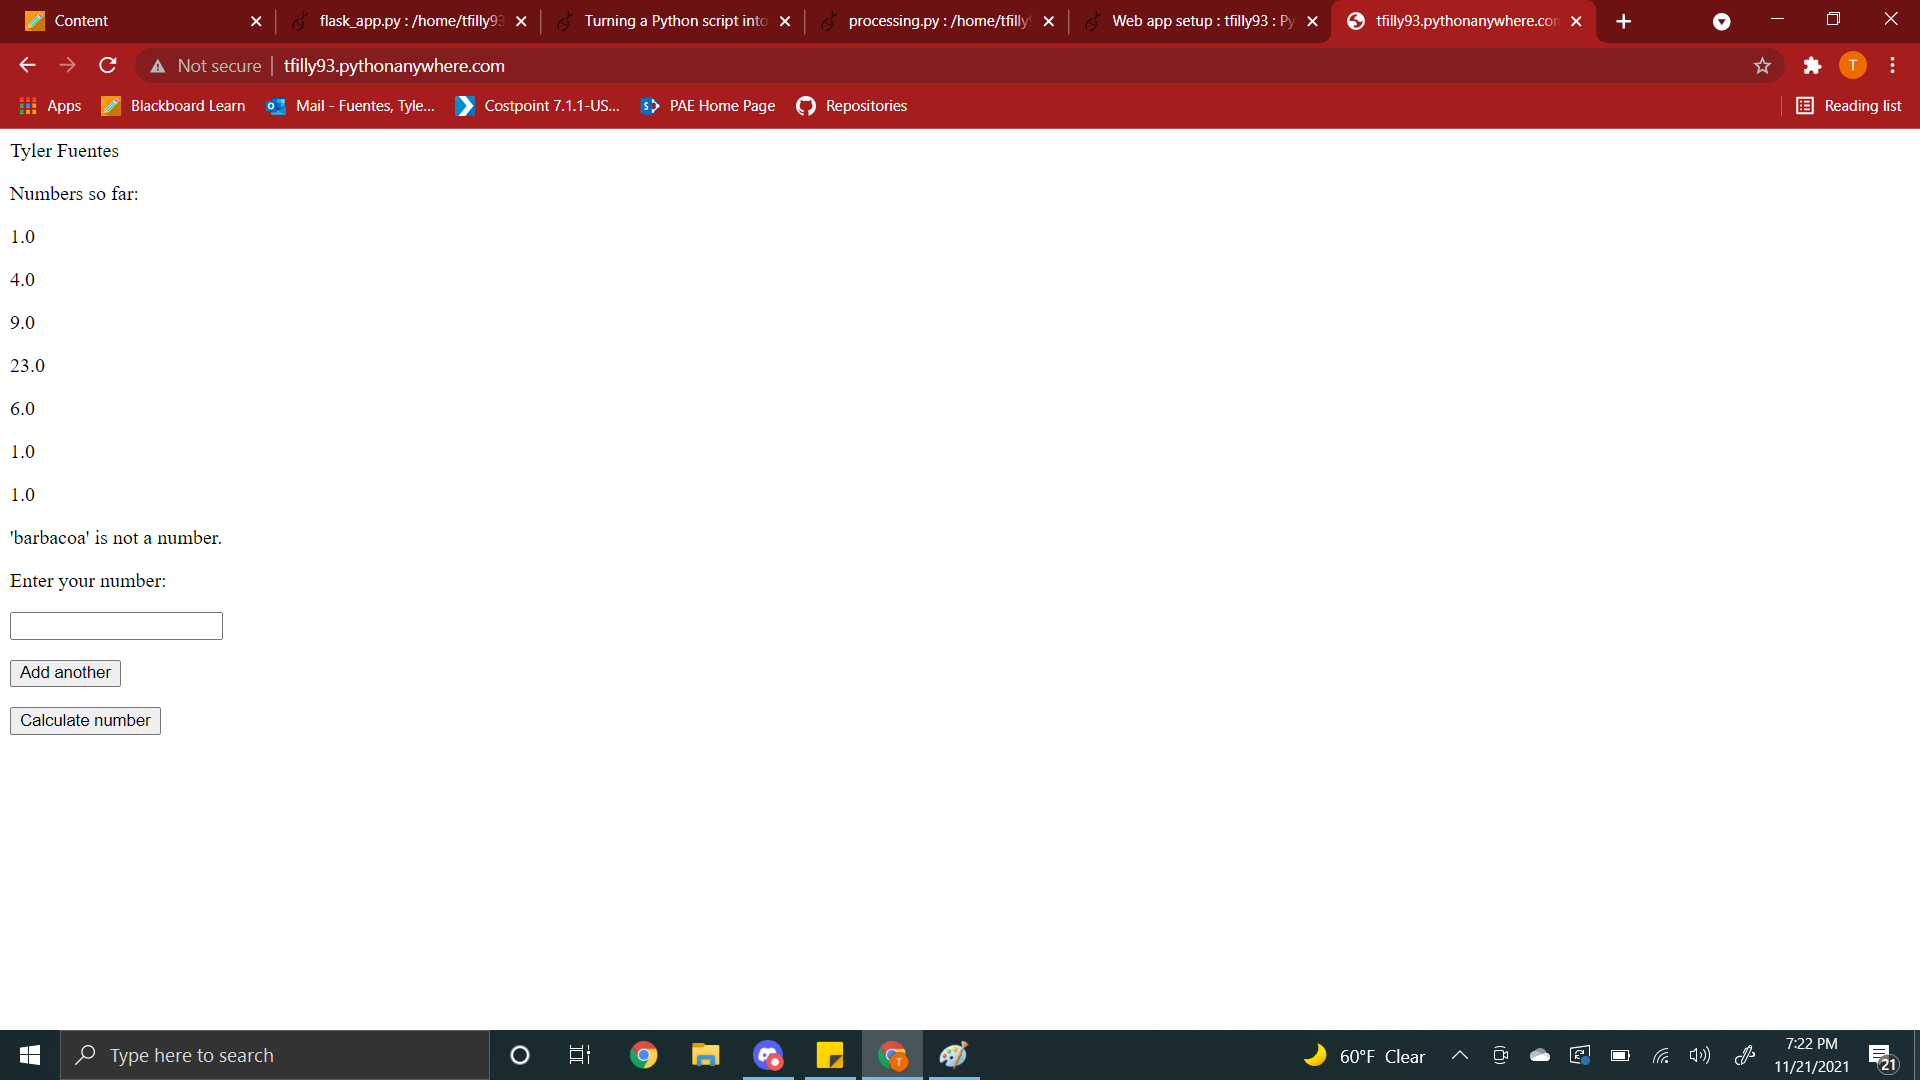 Content
flask_app.py : /home/tfilly93
Turning a Python script into
processing.py : /home/tfilly
Web app setup : tfilly93 : Py
tfilly93.pythonanywhere.com
Not secure | tfilly93.pythonanywhere.com
T
Apps
Blackboard Learn
Mail - Fuentes, Tyle...
Costpoint 7.1.1-US...
PAE Home Page
Repositories
Reading list
Tyler Fuentes
Numbers so far:
1.0
4.0
9.0
23.0
6.0
1.0
1.0
'barbacoa' is not a number.
Enter your number:
Add another
Calculate number
Type here to search
T
60°F Clear
7:22 PM
11/21/2021
21